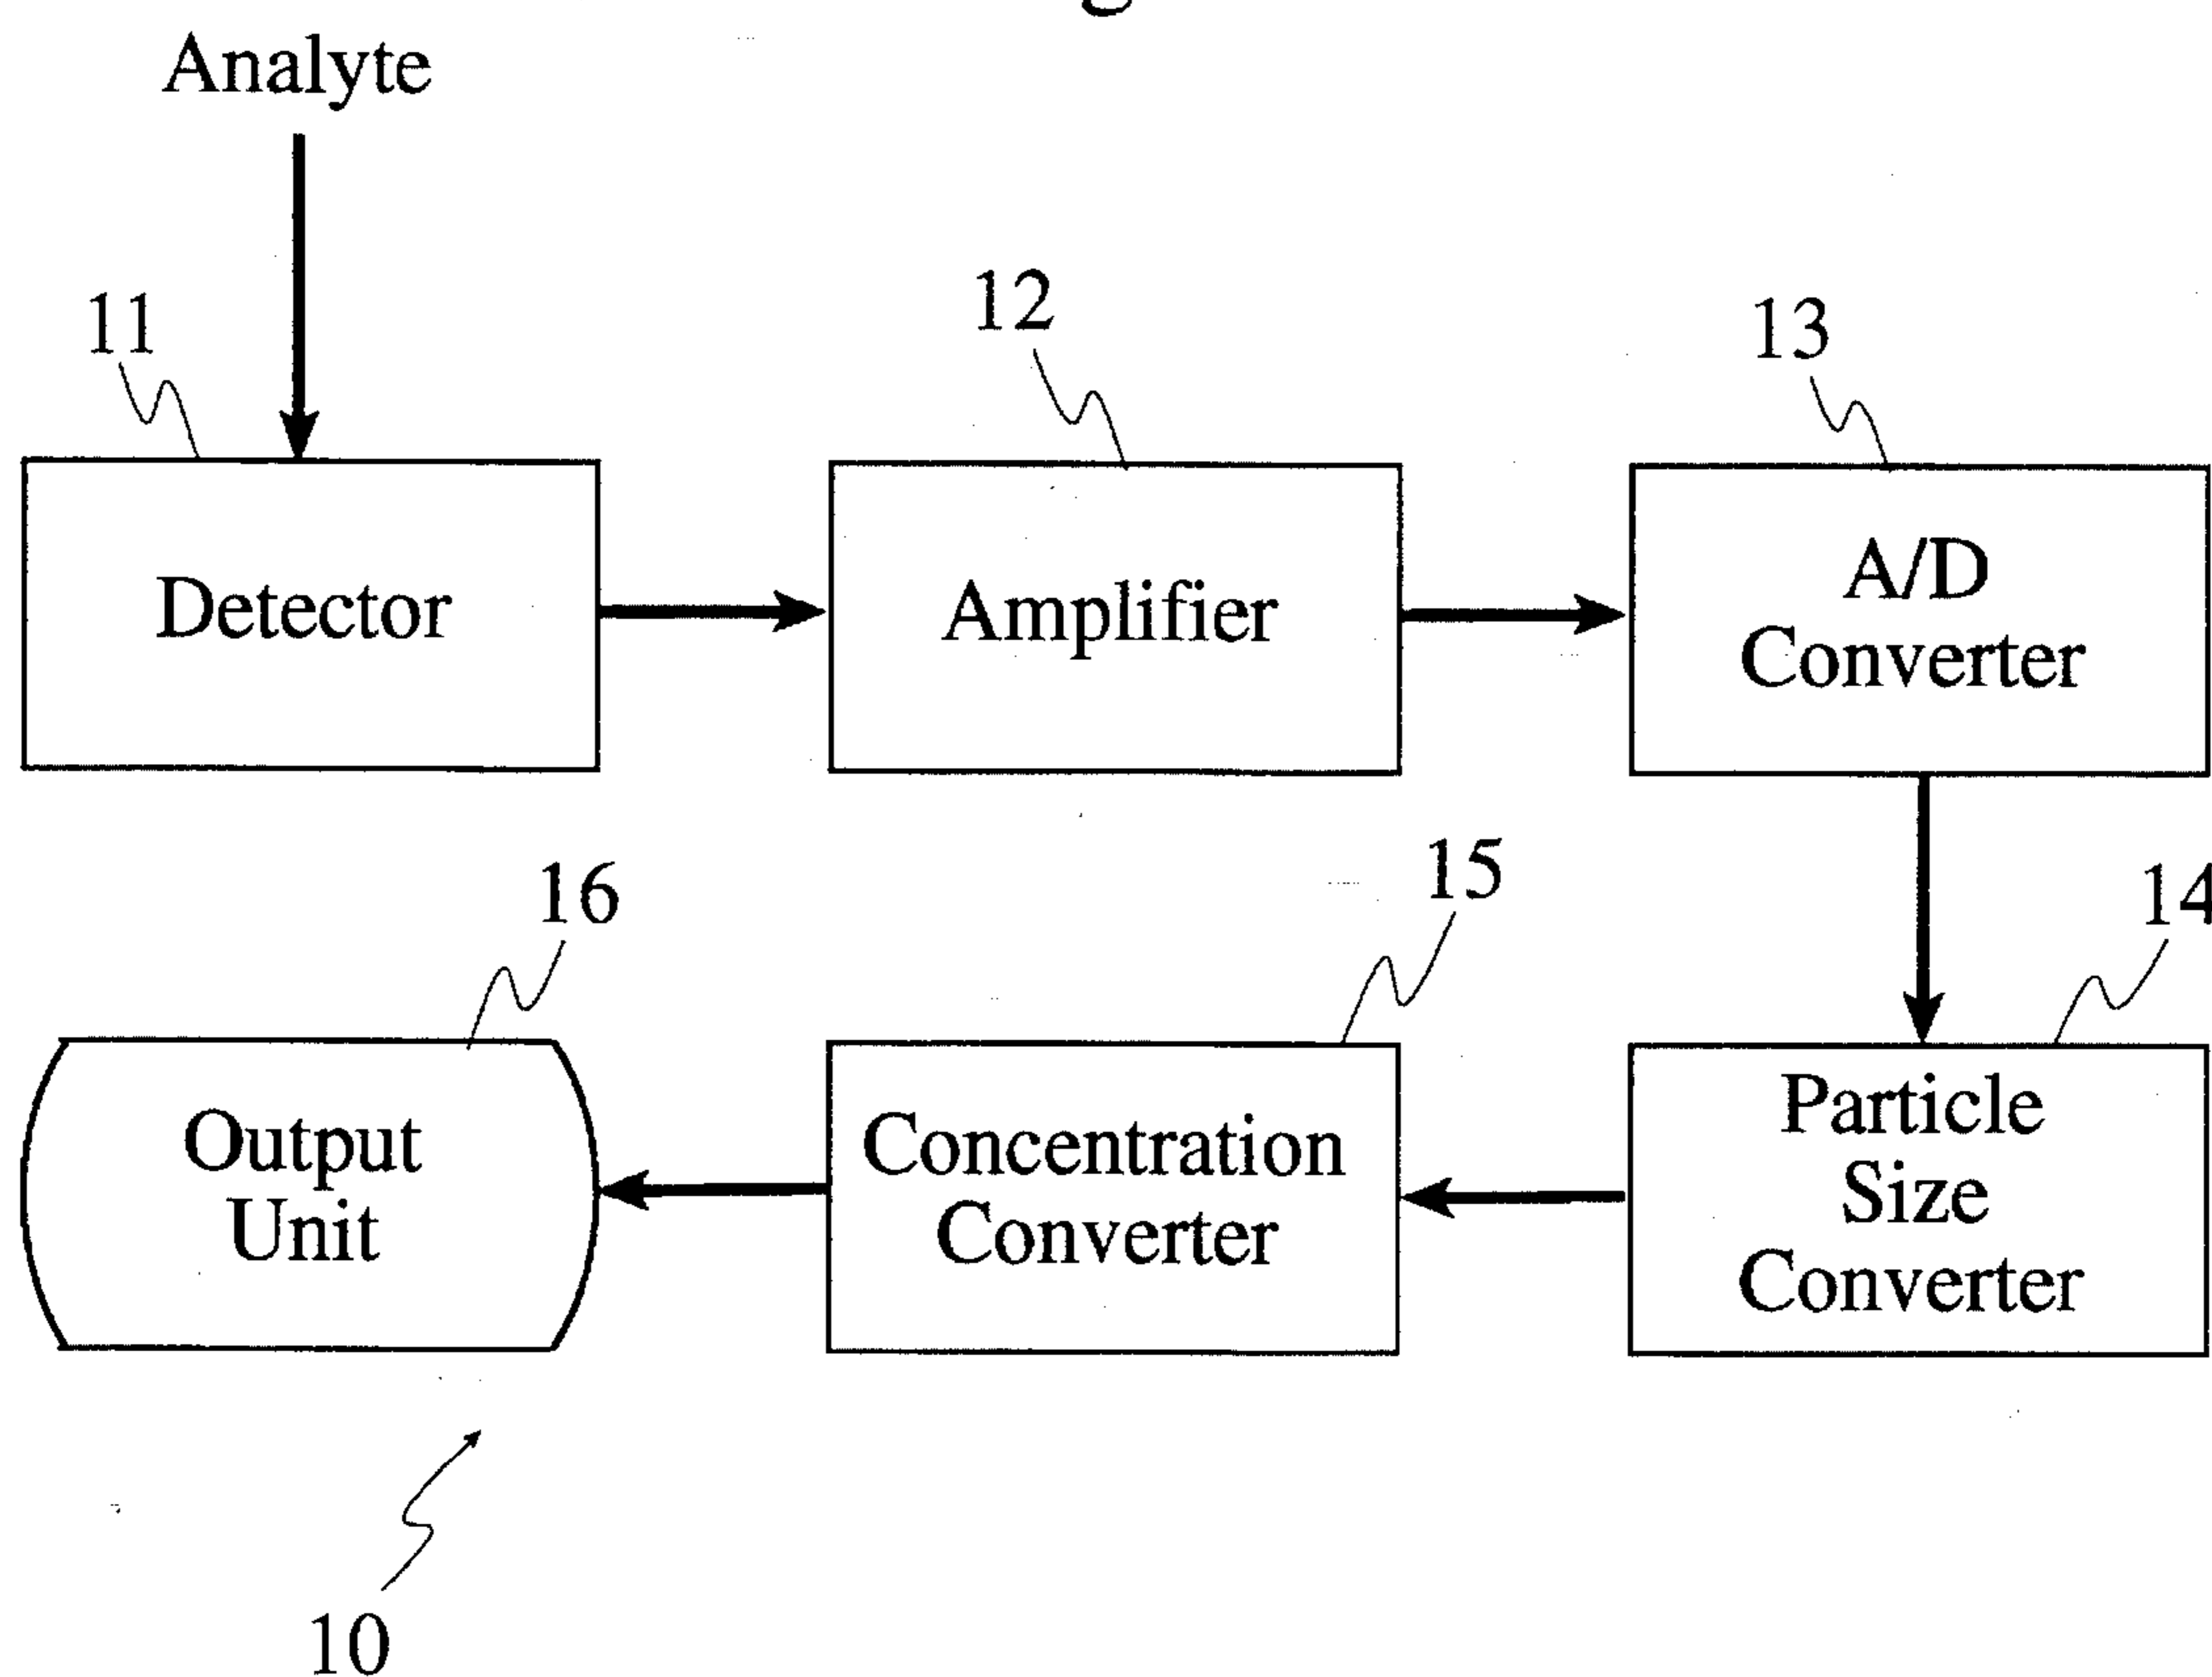 Analyte
11
12
13
Detector
Amplifier
A/D
Converter
16
15
14
Output
Unit
Concentration
Converter
Particle
Size
Converter
10